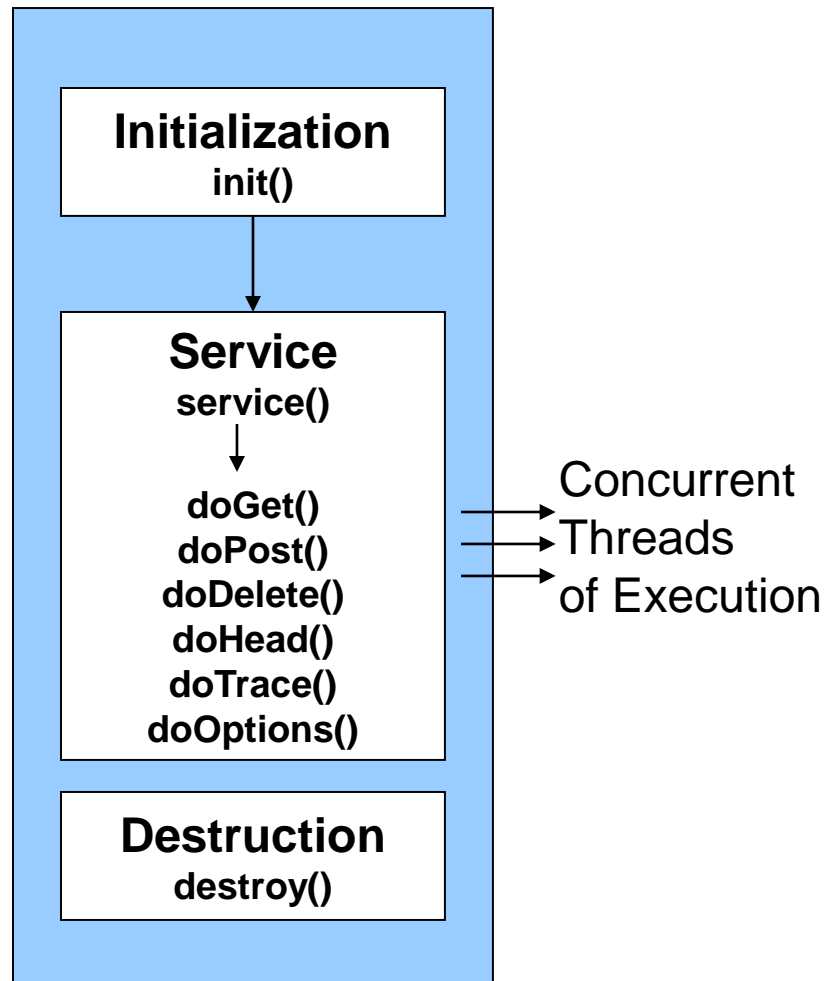 Initialization
init()
Service
service()
doGet()
doPost()
doDelete()
doHead()
doTrace()
doOptions()
Concurrent
Threads
of Execution
Destruction
destroy()